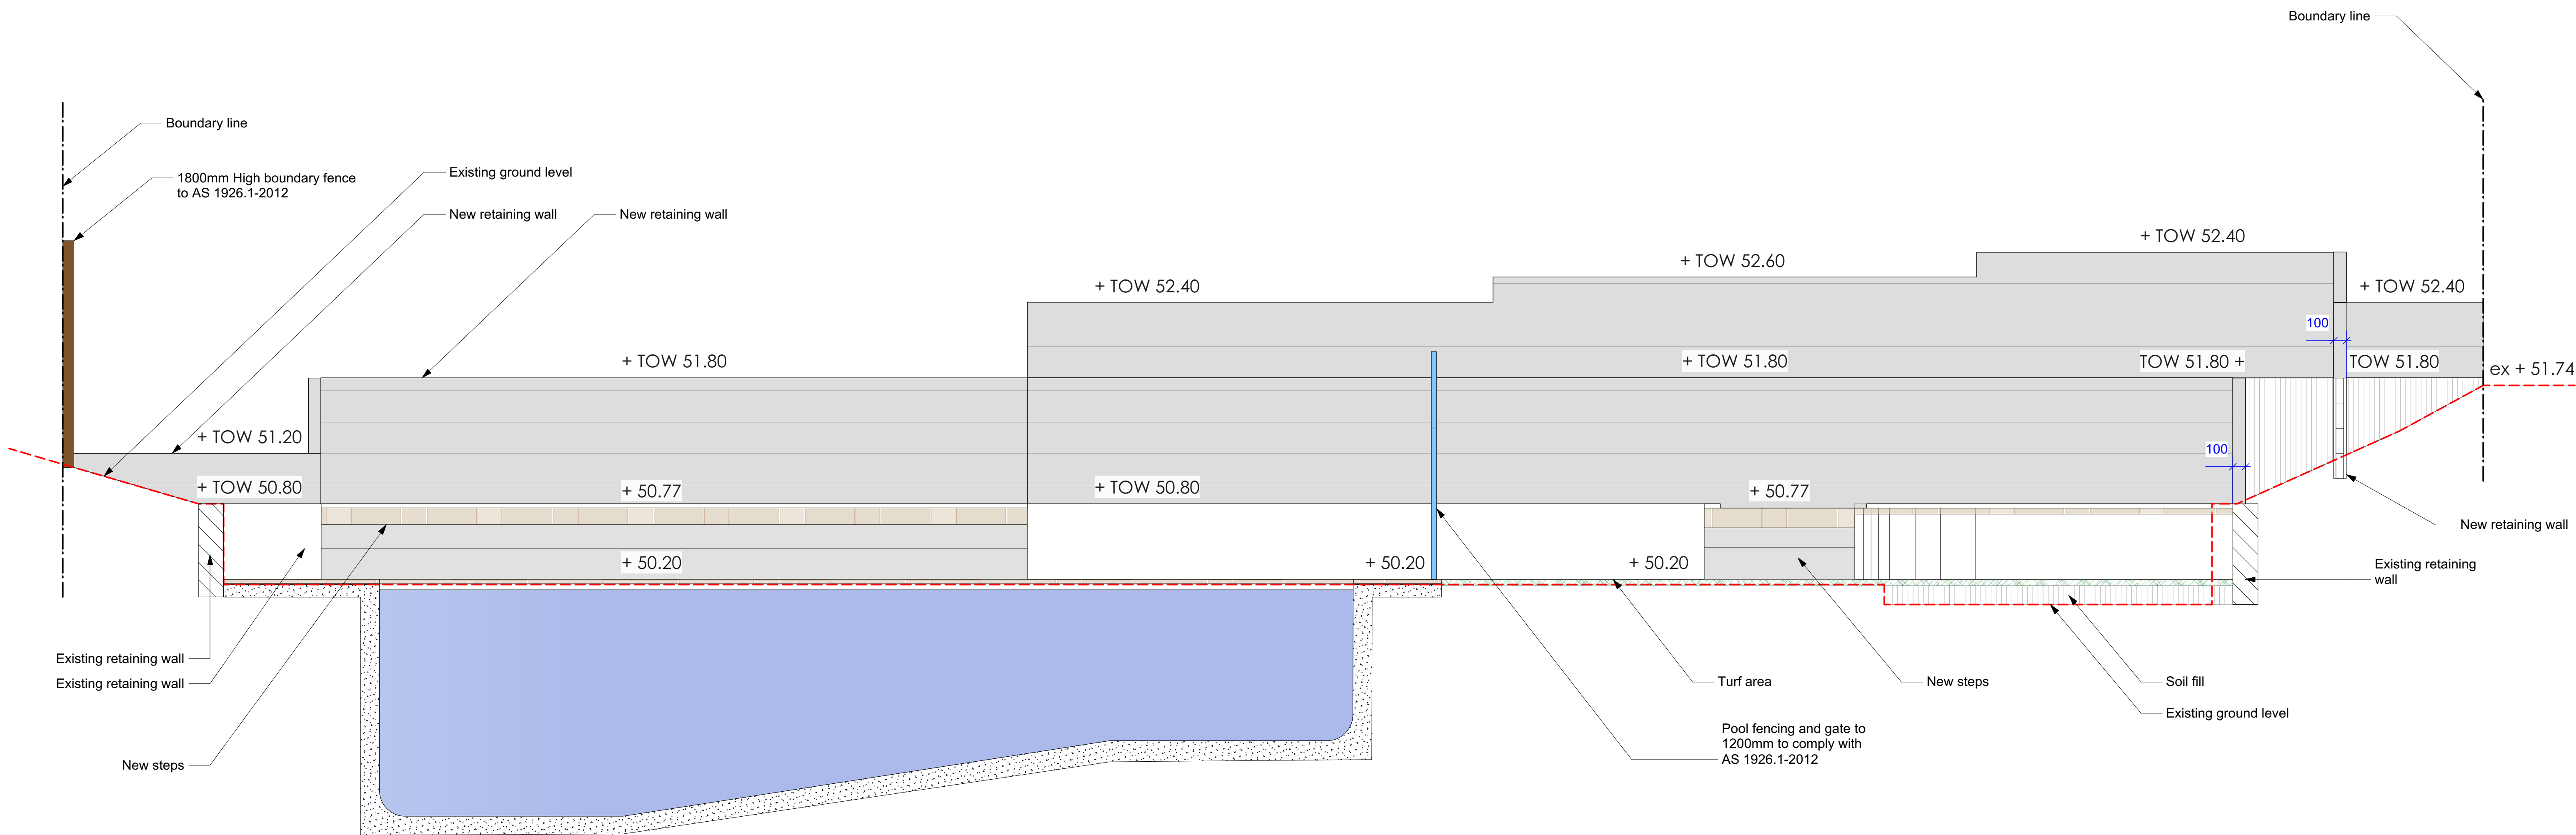 Boundary line
Boundary line
1800mm High boundary fence
to AS 1926.1-2012
Existing ground level
New retaining wall
New retaining wall
+ TOW 52.40
+ TOW 52.60
+ TOW 52.40
+ TOW 52.40
100
+ TOW 51.80
+ TOW 51.80
TOW 51.80 +
TOW 51.80
ex + 51.74
+ TOW 51.20
100
+ TOW 50.80
+ 50.77
+ TOW 50.80
+ 50.77
New retaining wall
+ 50.20
+ 50.20
+ 50.20
Existing retaining
wall
Existing retaining wall
Existing retaining wall
Turf area
New steps
Soil fill
Existing ground level
Pool fencing and gate to
1200mm to comply with
AS 1926.1-2012
New steps